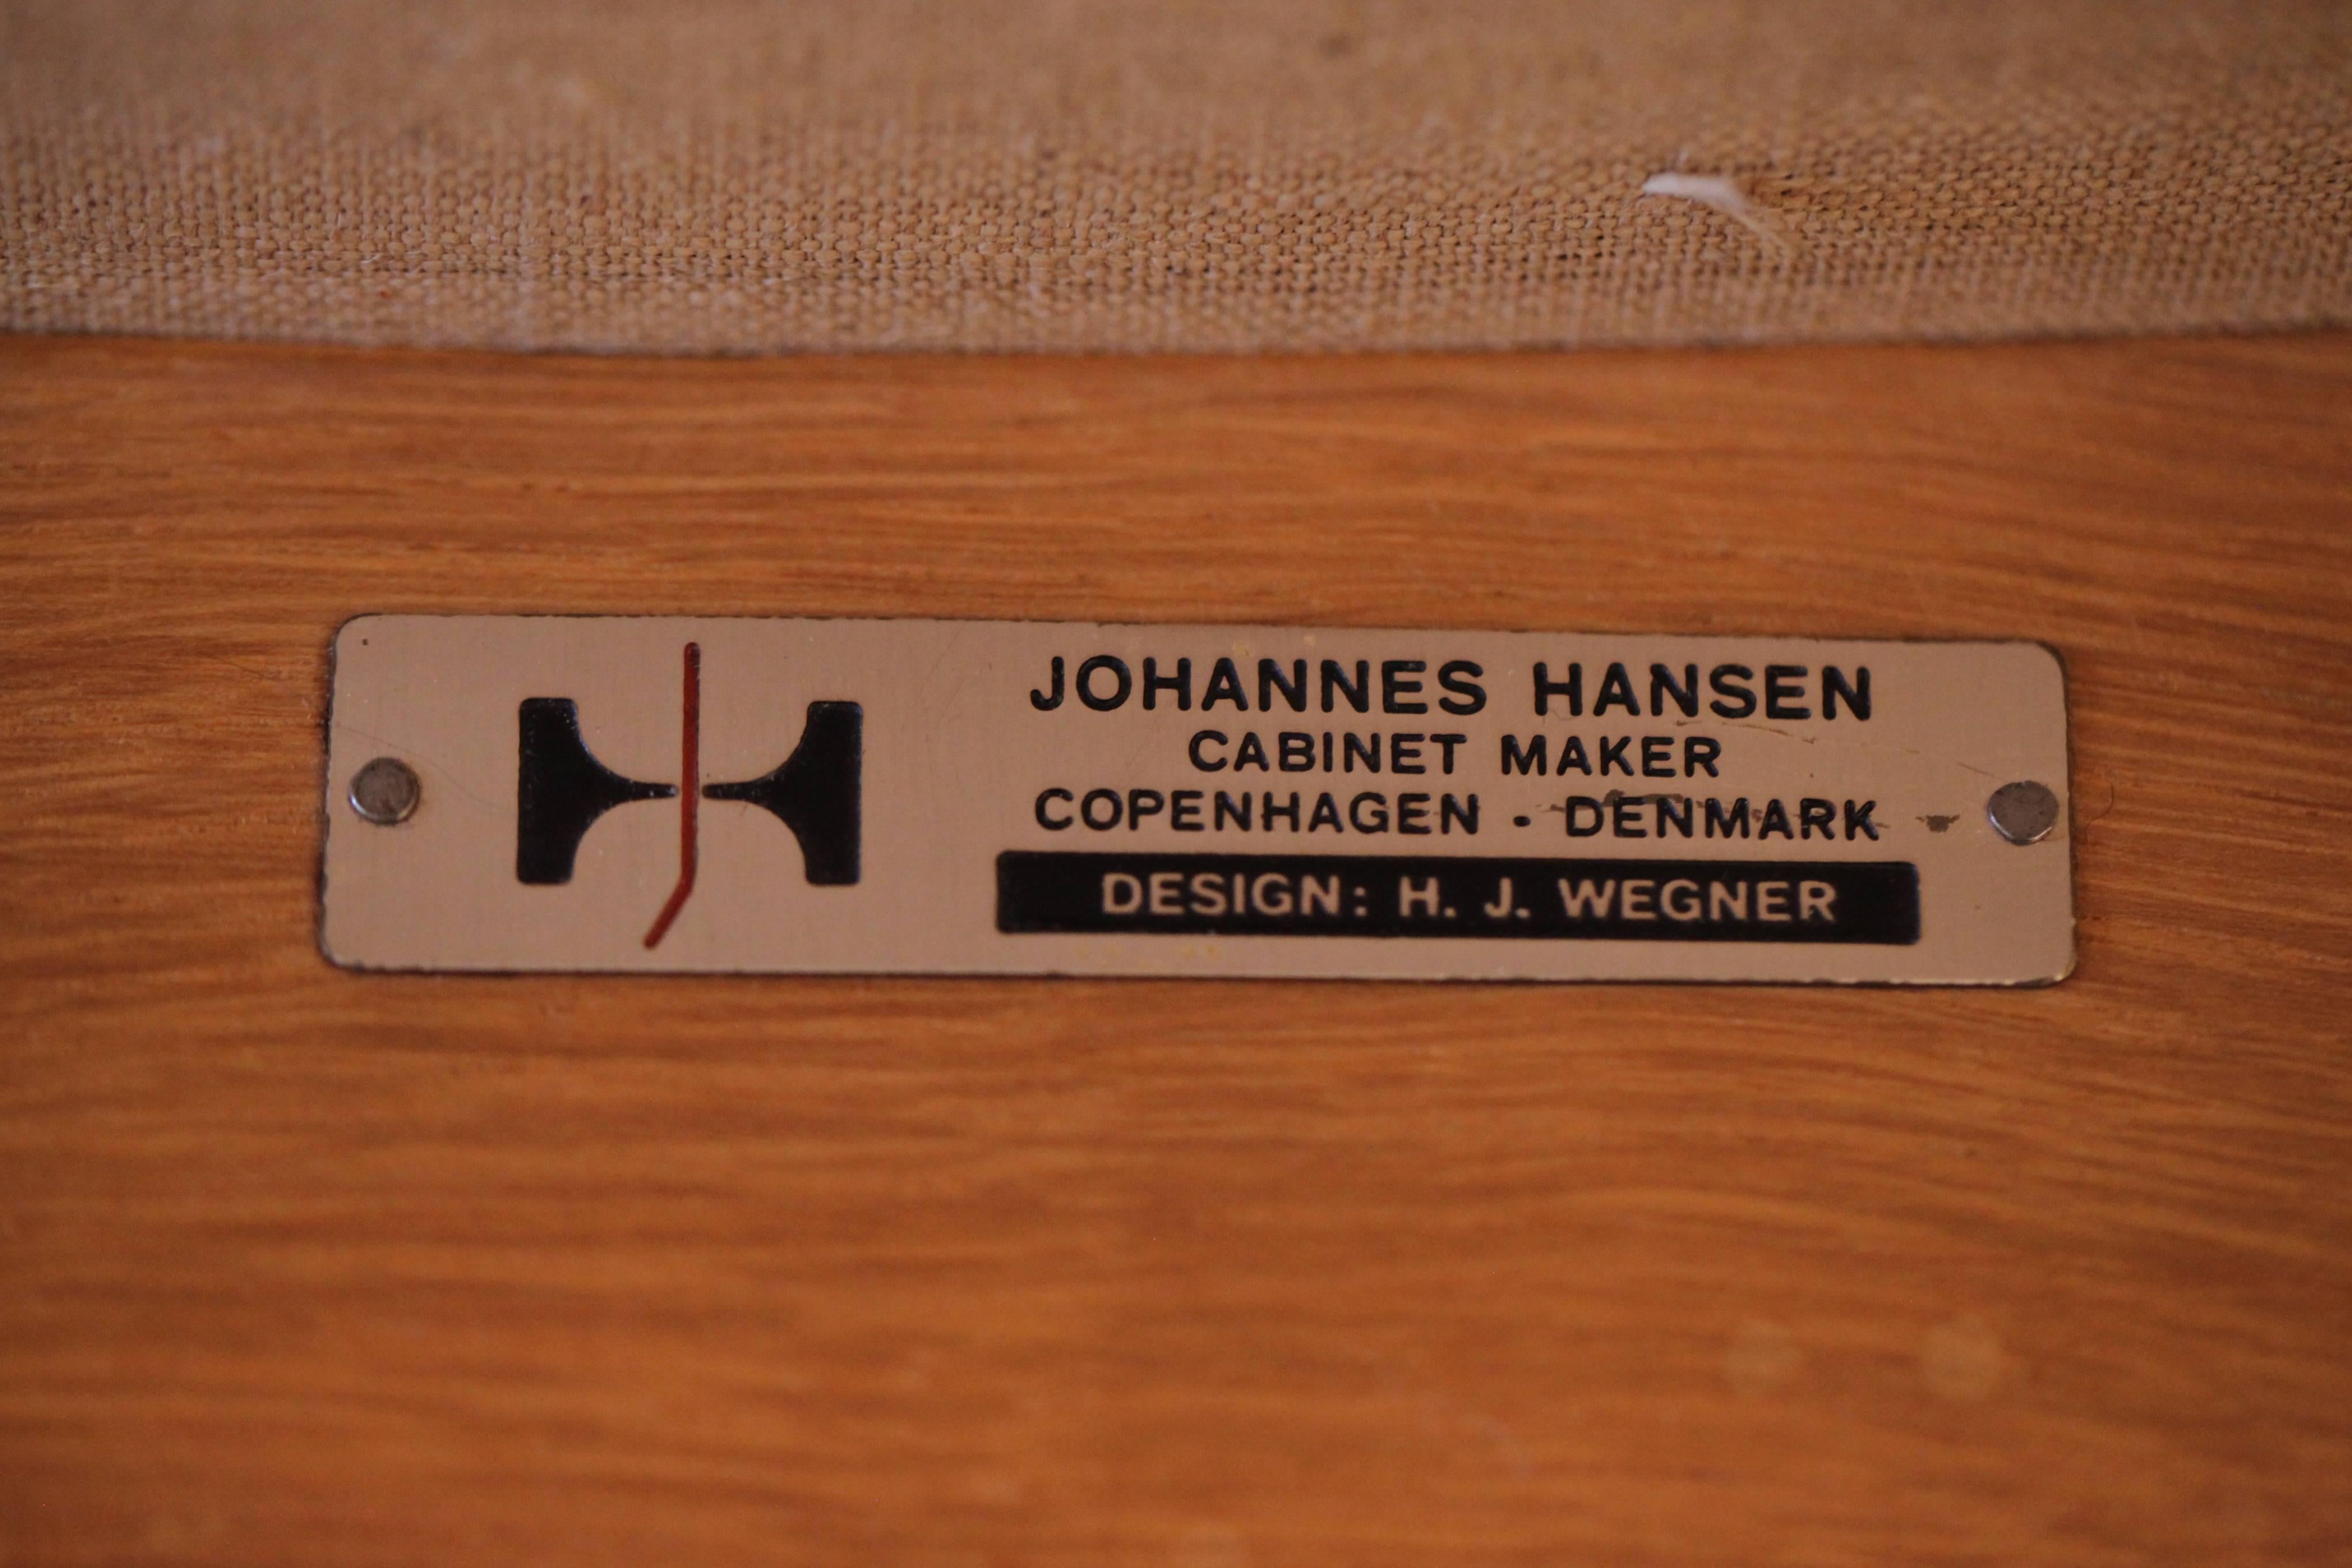 JOHANNES HANSEN
CABINET MAKER
COPENHAGEN · DENMARK
DESIGN: H. J. WEGNER